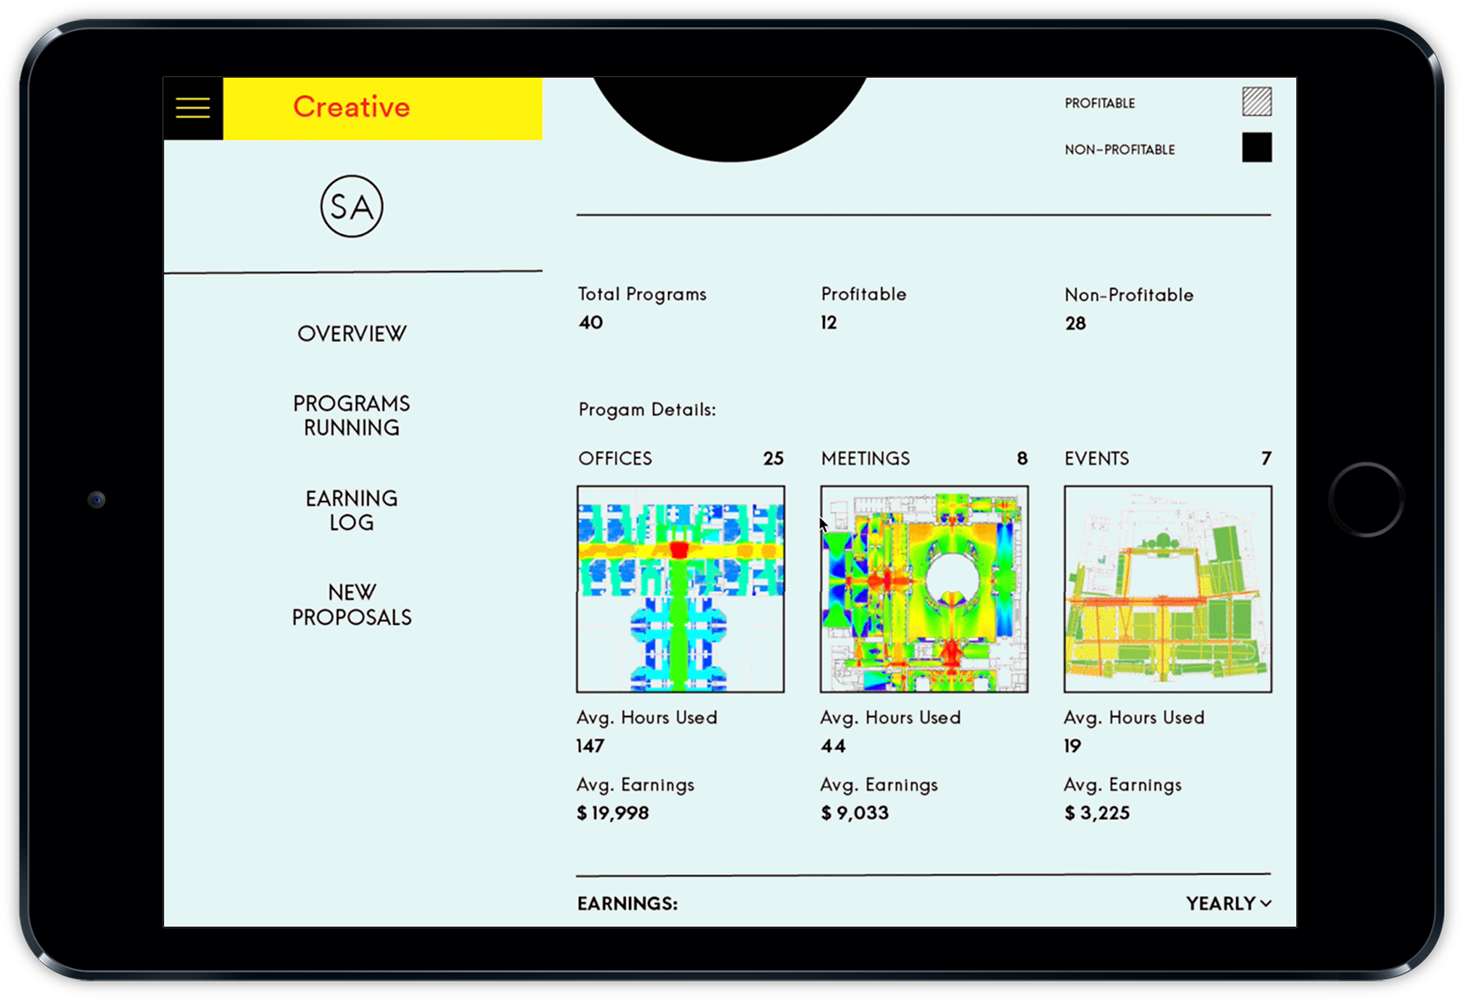 Creative
SA
OVERVIEW
PROGRAMS
RUNNING
EARNING
LOG
NEW
PROPOSALS
PROFITABLE
NON-PROFITABLE
Total Programs
40
Profitable
12
Non-Profitable
28
Progam Details:
OFFICES 25
MEETINGS 8
EVENTS 7
Avg. Hours Used
147
Avg. Earnings
$ 19,998
Avg. Hours Used
44
Avg. Earnings
$ 9,033
Avg. Hours Used
19
Avg. Earnings
$ 3,225
EARNINGS: YEARLY